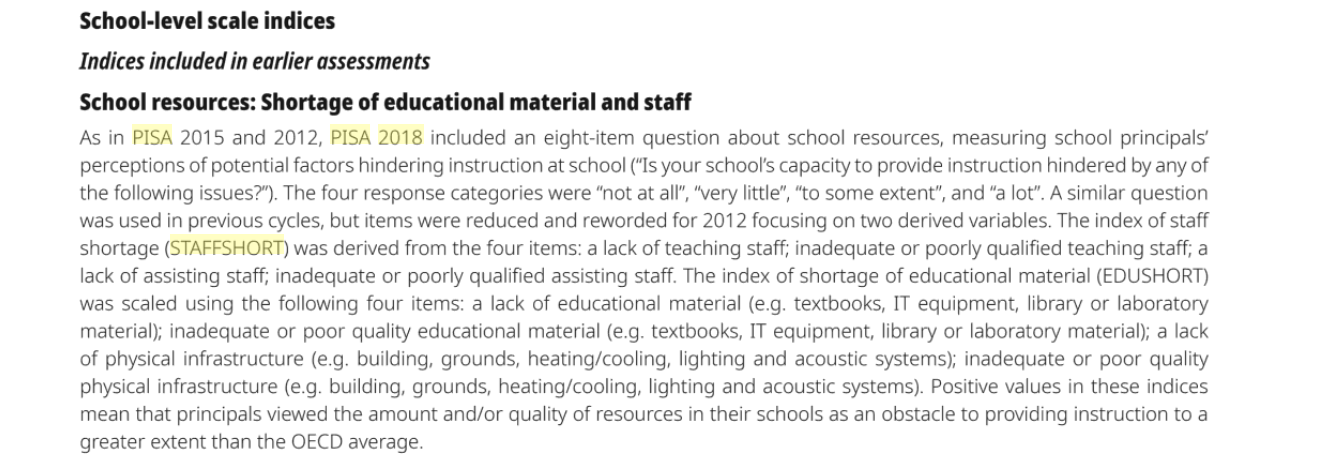 School-level scale indices
Indices included in earlier assessments
School resources: Shortage of educational material and staff
As in PISA 2015 and 2012, PISA 2018 included an eight-item question about school resources, measuring school principals’
perceptions of potential factors hindering instruction at school (“Is your school’s capacity to provide instruction hindered by any of
the following issues?”). The four response categories were “not at all”, “very little”, “to some extent”, and “a lot”. A similar question
was used in previous cycles, but items were reduced and reworded for 2012 focusing on two derived variables. The index of staff
shortage (STAFFSHORT) was derived from the four items: a lack of teaching staff; inadequate or poorly qualified teaching staff; a
lack of assisting staff; inadequate or poorly qualified assisting staff. The index of shortage of educational material (EDUSHORT)
was scaled using the following four items: a lack of educational material (e.g. textbooks, IT equipment, library or laboratory
material); inadequate or poor quality educational material (e.g. textbooks, IT equipment, library or laboratory material); a lack
of physical infrastructure (e.g. building, grounds, heating/cooling, lighting and acoustic systems); inadequate or poor quality
physical infrastructure (e.g. building, grounds, heating/cooling, lighting and acoustic systems). Positive values in these indices
mean that principals viewed the amount and/or quality of resources in their schools as an obstacle to providing instruction to a
greater extent than the OECD average.